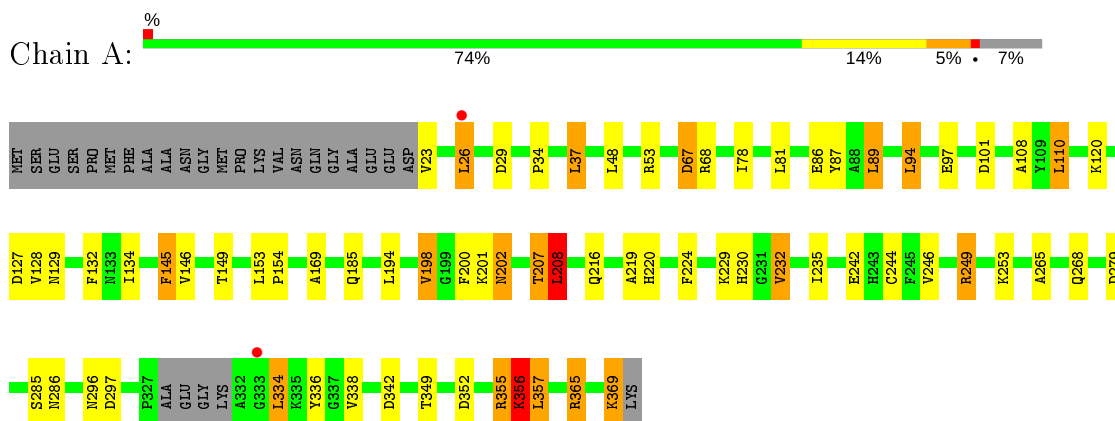 %
Chain A:
74% 14% 5% • 7%
MET SER GLU SER PRO MET PHE ALA ALA ASN GLY MET PRO LYS VAL ASN GLN GLY ALA GLU GLU ASP V23 L26 D29 P34 L37 L48 R53 D67 R68 I78 L81 E86 Y87 A88 L89 L94 E97 D101 A108 Y109 L110 K120
D127 V128 N129 F132 N133 I134 F145 V146 T149 L153 P154 A169 Q185 L194 V198 G199 F200 K201 N202 T207 L208 Q216 A219 H220 F224 K229 H230 G231 V232 I235 E242 H243 C244 F245 V246 R249 K253 A265 Q268
S285 N286 N296 D297 P327 ALA GLU GLY LYS A332 G333 L334 K335 Y336 G337 V338 D342 T349 D352 R355 K356 L357 R365 K369 LYS